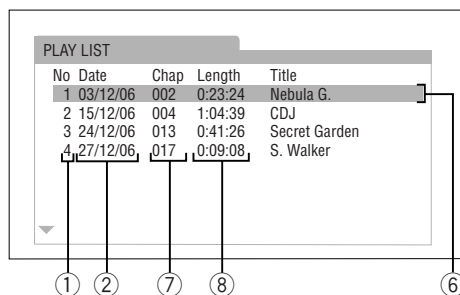 PLAY LIST
No Date Chap Length Title
1 03/12/06 002 0:23:24 Nebula G.
2 15/12/06 004 1:04:39 CDJ
3 24/12/06 013 0:41:26 Secret Garden
4 27/12/06 017 0:09:08 S. Walker
① ② ⑦ ⑧ ⑥